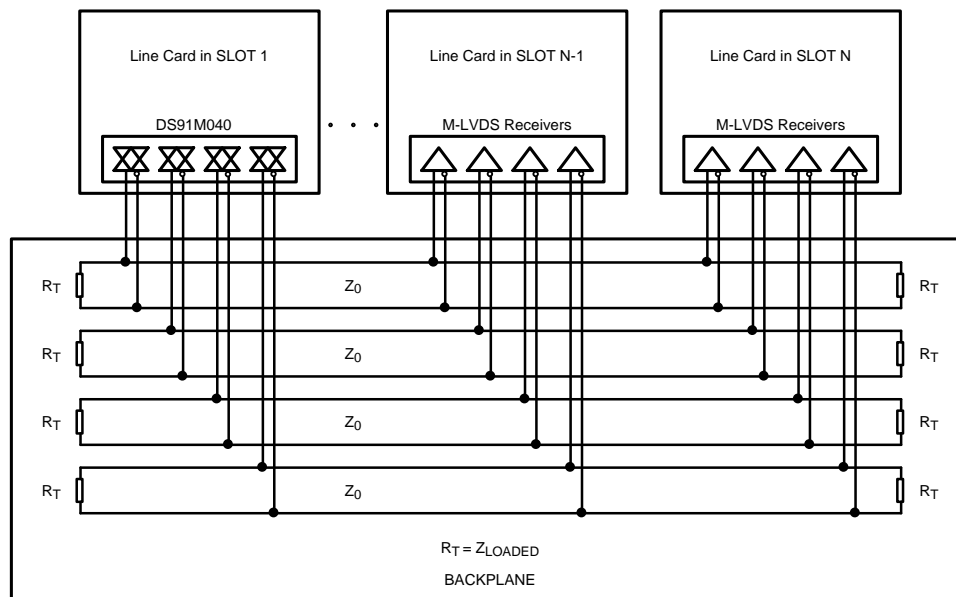 Line Card in SLOT 1
Line Card in SLOT N-1
Line Card in SLOT N
DS91M040
. . .
M-LVDS Receivers
M-LVDS Receivers
RT
Z0
RT
RT
Z0
RT
RT
Z0
RT
RT
Z0
RT
RT = ZLOADED
BACKPLANE